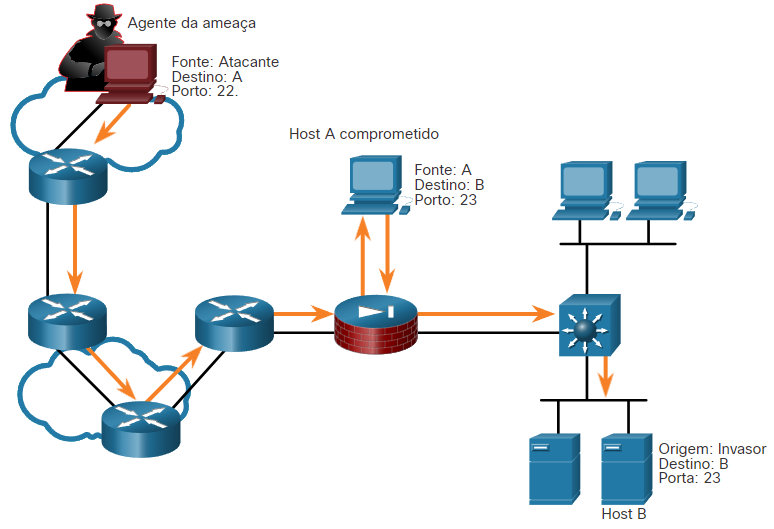 Agente da ameaça
Fonte: Atacante
Destino: A
Porto: 22.
Host A comprometido
Fonte: A
Destino: B
Porto: 23
Origem: Invasor
Destino: B
Porta: 23
Host B